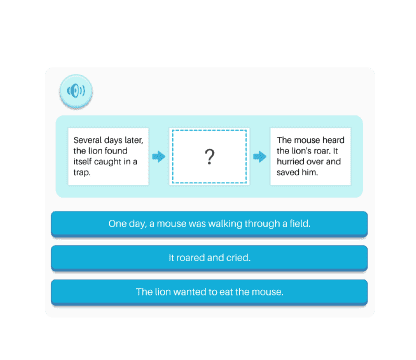 Several days later,
the lion found
itself caught in a
trap.
?
The mouse heard
the lion's roar. It
hurried over and
saved him.
One day, a mouse was walking through a field.
It roared and cried.
The lion wanted to eat the mouse.